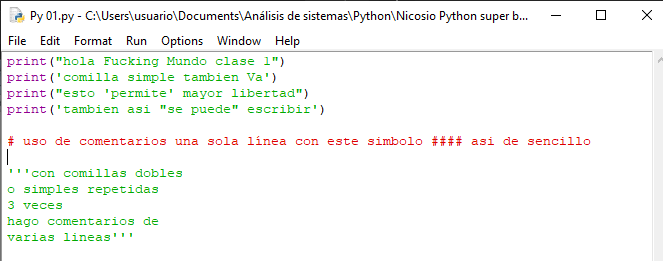 Py 01.py - C:\Users\usuario\Documents\Análisis de sistemas\Python\Nicosio Python super b...
File Edit Format Run Options Window Help
print("hola Fucking Mundo clase 1")
print('comilla simple tambien Va')
print("esto 'permite' mayor libertad")
print('tambien asi "se puede" escribir')
# uso de comentarios una sola línea con este simbolo #### asi de sencillo
'''con comillas dobles
o simples repetidas
3 veces
hago comentarios de
varias lineas'''